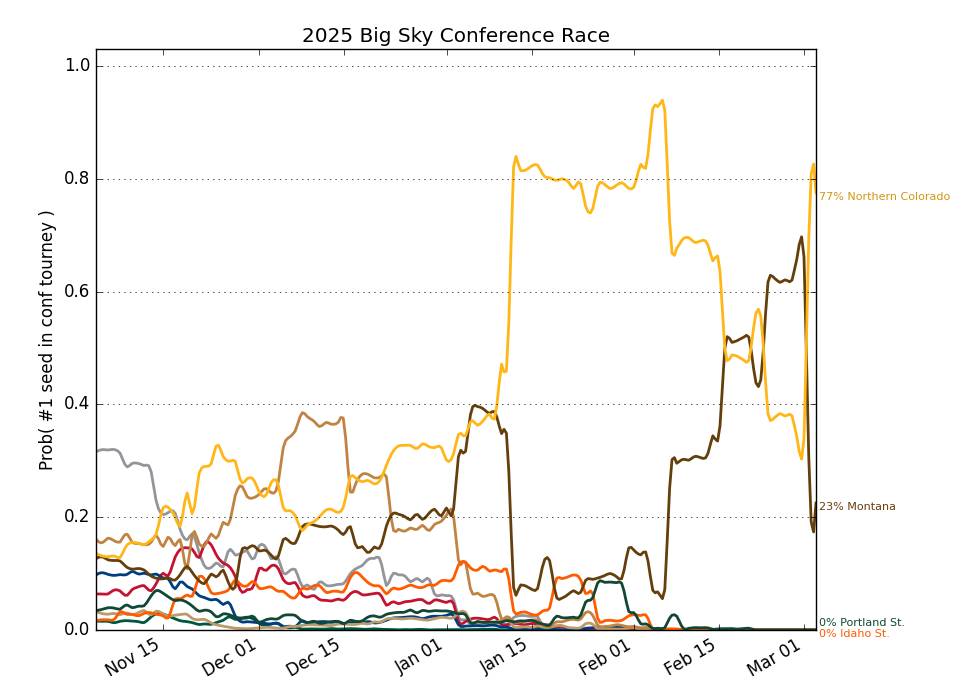 2025 Big Sky Conference Race
Prob( #1 seed in conf tourney )
1.0
0.8
0.6
0.4
0.2
0.0
77% Northern Colorado
23% Montana
0% Portland St.
0% Idaho St.
Nov 15
Dec 01
Dec 15
Jan 01
Jan 15
Feb 01
Feb 15
Mar 01